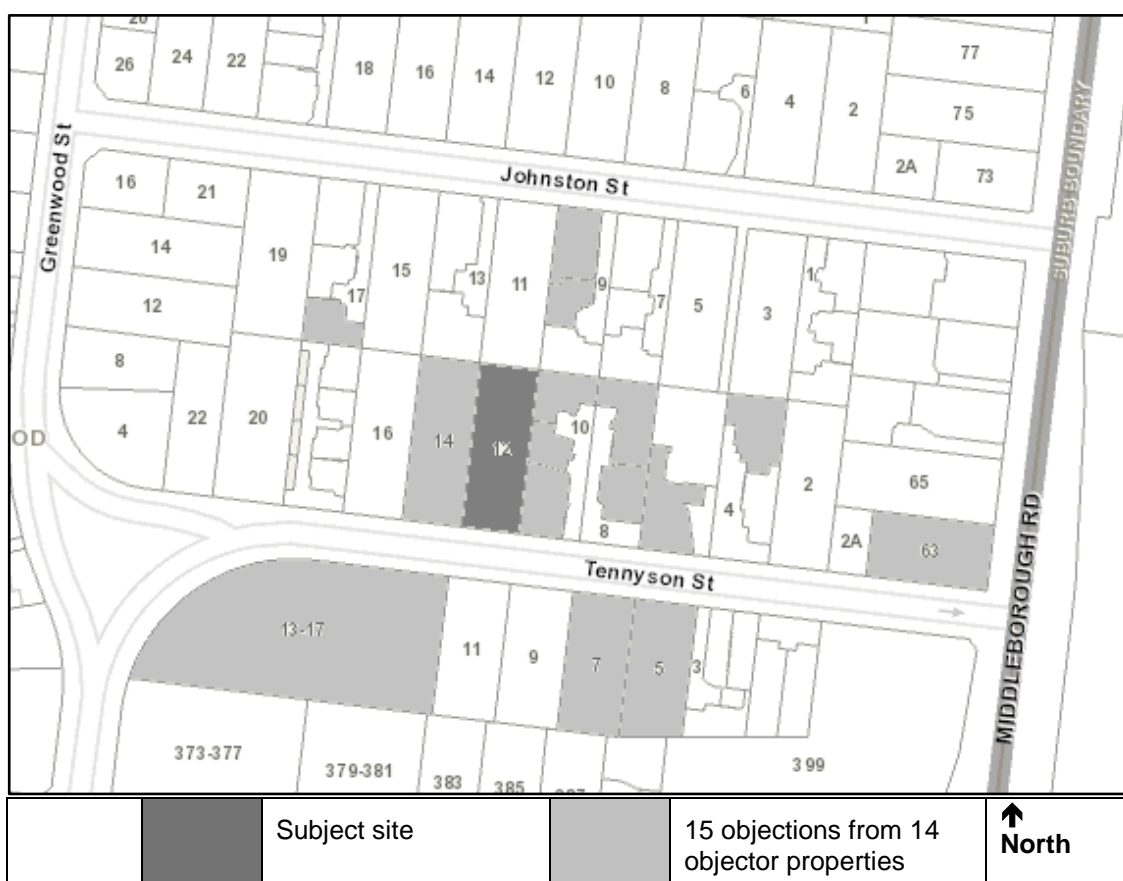 20
26 24 22 18 16 14 12 10 8 6 4 2 77
75
2A 73
SUBURB BOUNDARY
Greenwood St
Johnston St
16 21
14 19 17 15 13 11 9 7 5 3 1
12
8
4 22 20 16 14 12 10 8 4 2 65
OD
2A 63
Tennyson St
MIDDLEBOROUGH RD
13-17 11 9 7 5 3
373-377 379-381 383 385 399
Subject site
15 objections from 14
objector properties
North